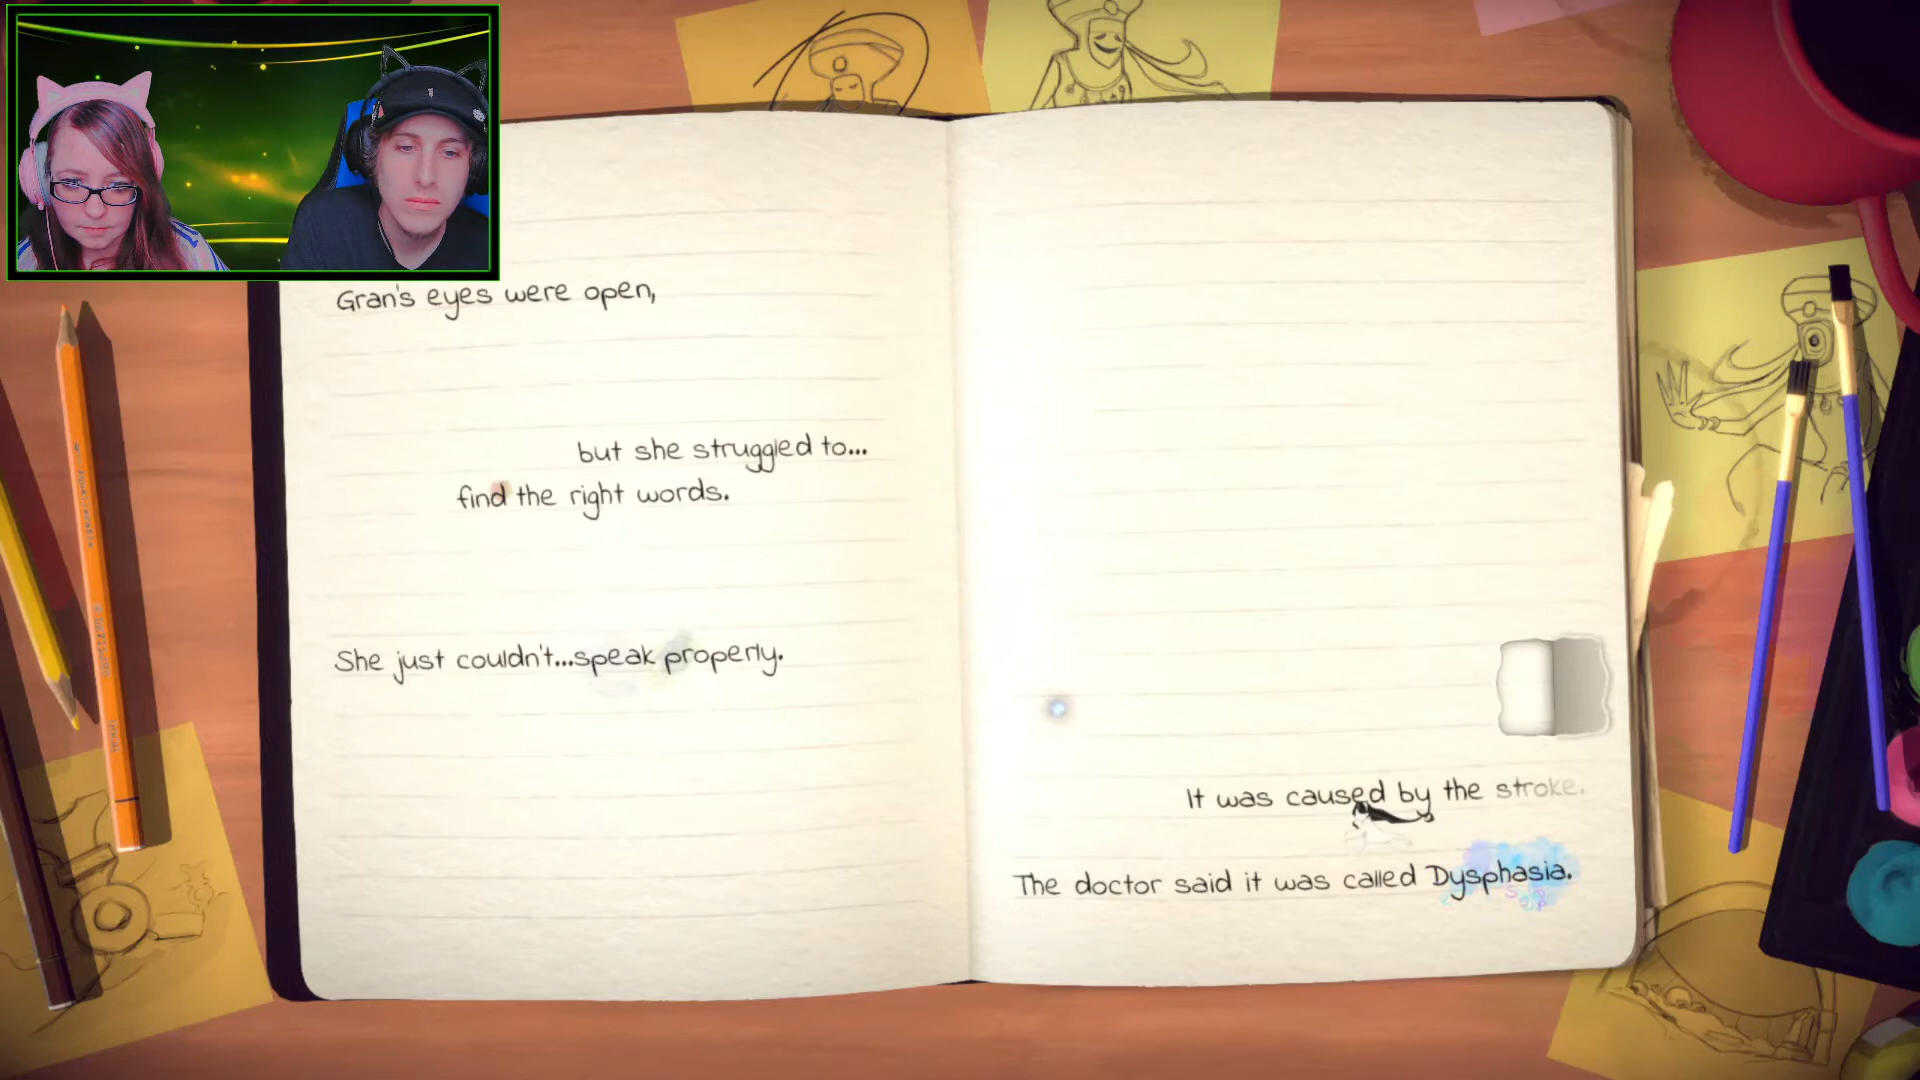 Gran's eyes were open,
but she struggled to...
find the right words.
She just couldn't...speak properly.
It was caused by the stroke.
The doctor said it was called Dysphasia.